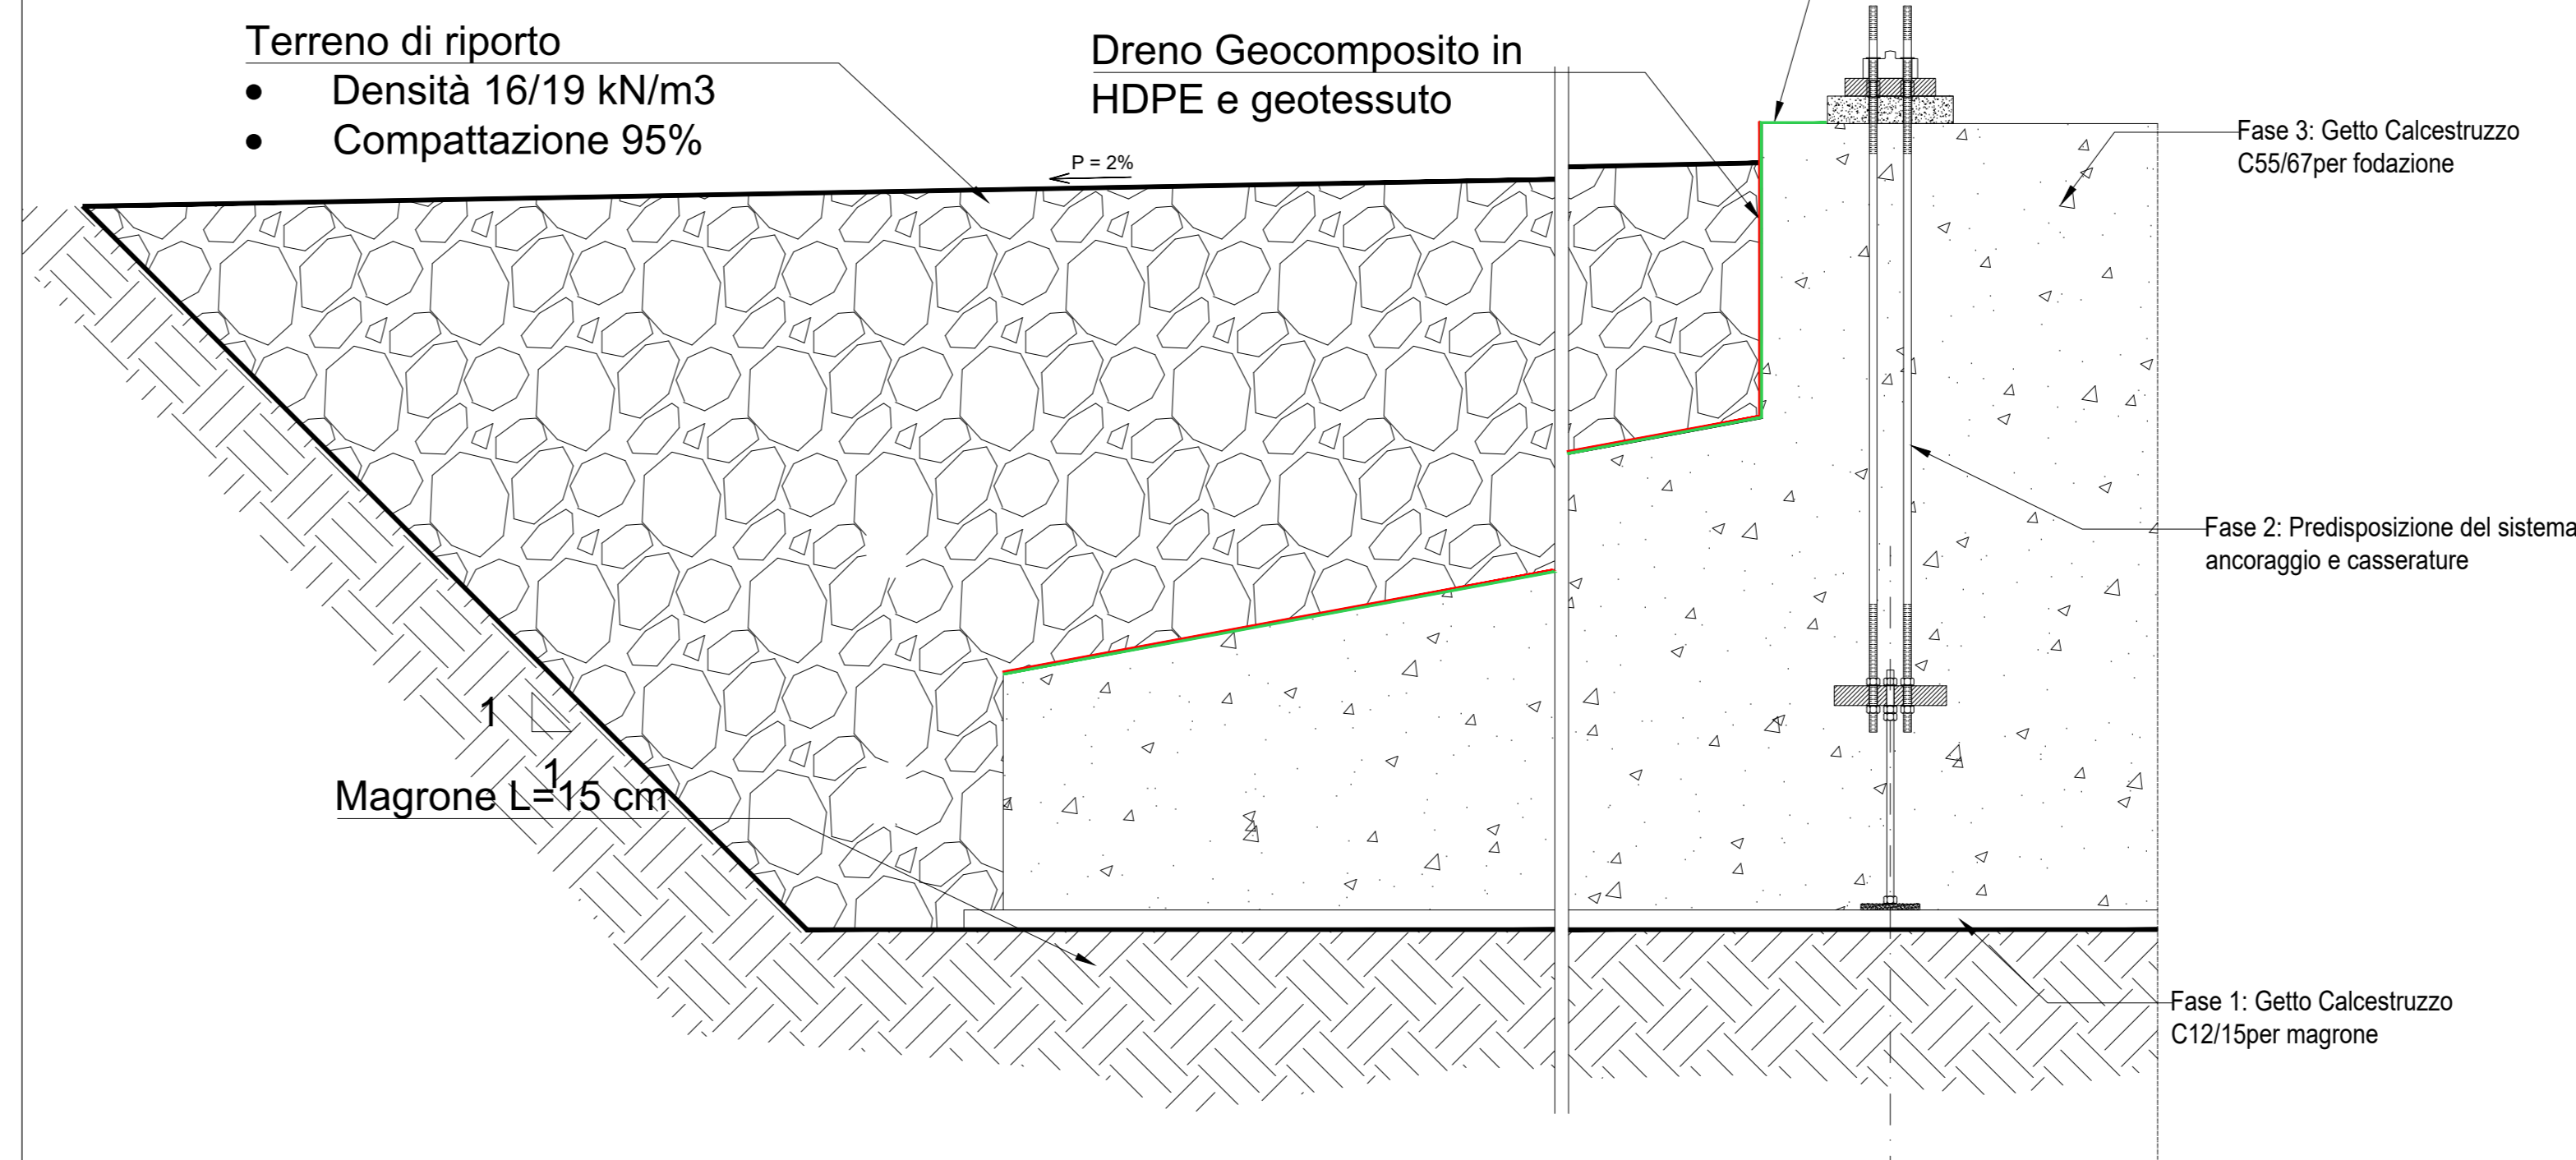 Terreno di riporto
• Densità 16/19 kN/m3
• Compattazione 95%
Dreno Geocomposito in
HDPE e geotessuto
P = 2%
Fase 3: Getto Calcestruzzo
C55/67per fodazione
Fase 2: Predisposizione del sistema
ancoraggio e casserature
1
1
Magrone L=15 cm
Fase 1: Getto Calcestruzzo
C12/15per magrone